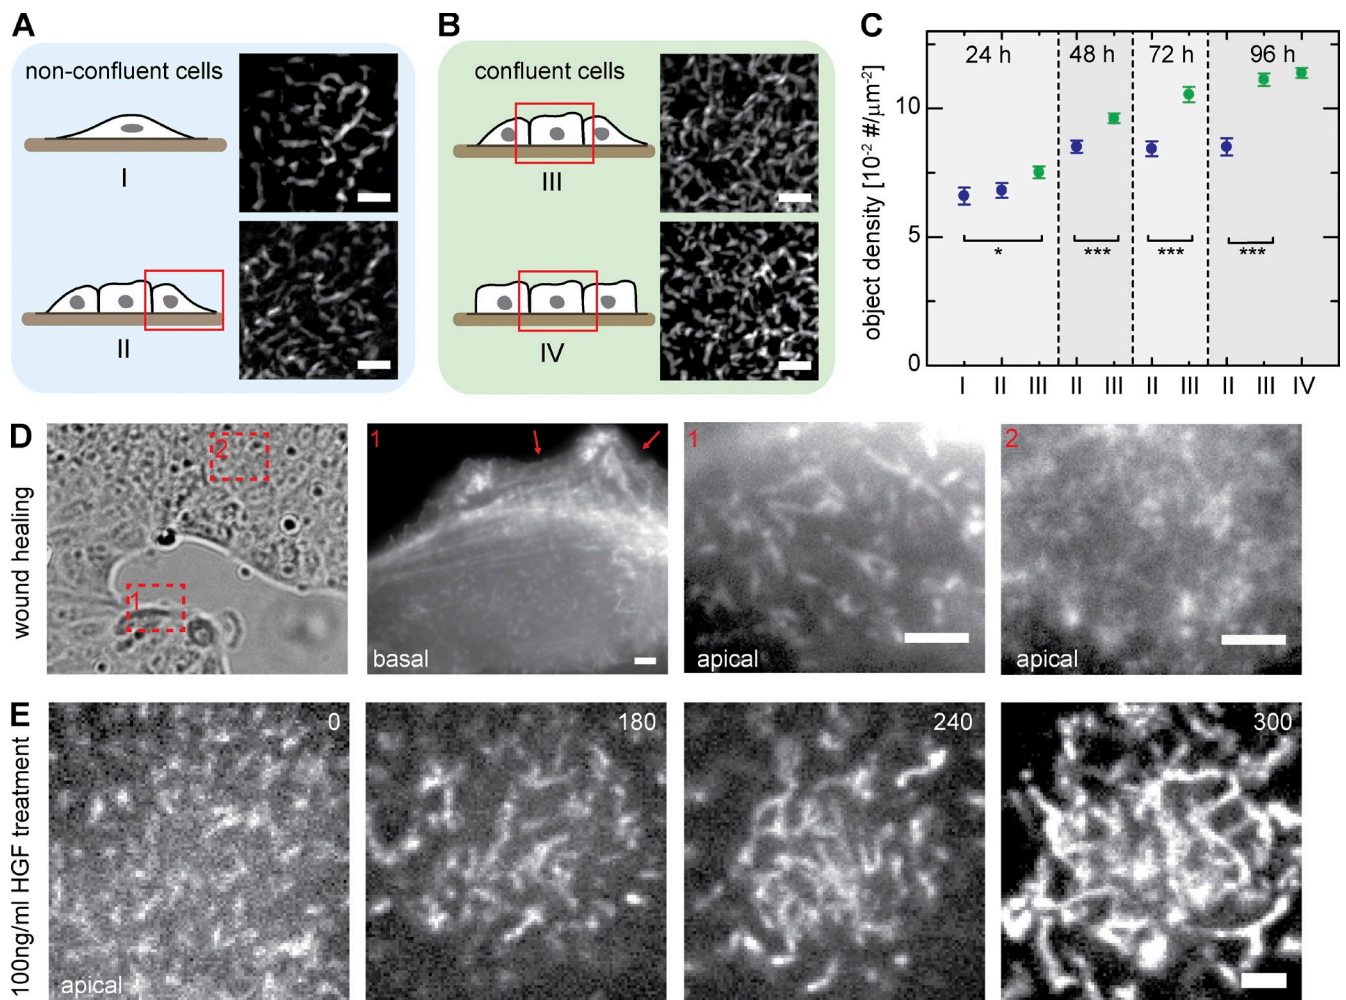 A
non-confluent cells
I
II
B
confluent cells
III
IV
C
object density [10⁻² #/µm⁻²]
10
5
0
24 h
48 h
72 h
96 h
*
***
***
***
I II III II III II III II III IV
D
wound healing
2
1
1
basal
1
apical
2
apical
E
100ng/ml HGF treatment
0
apical
180
240
300